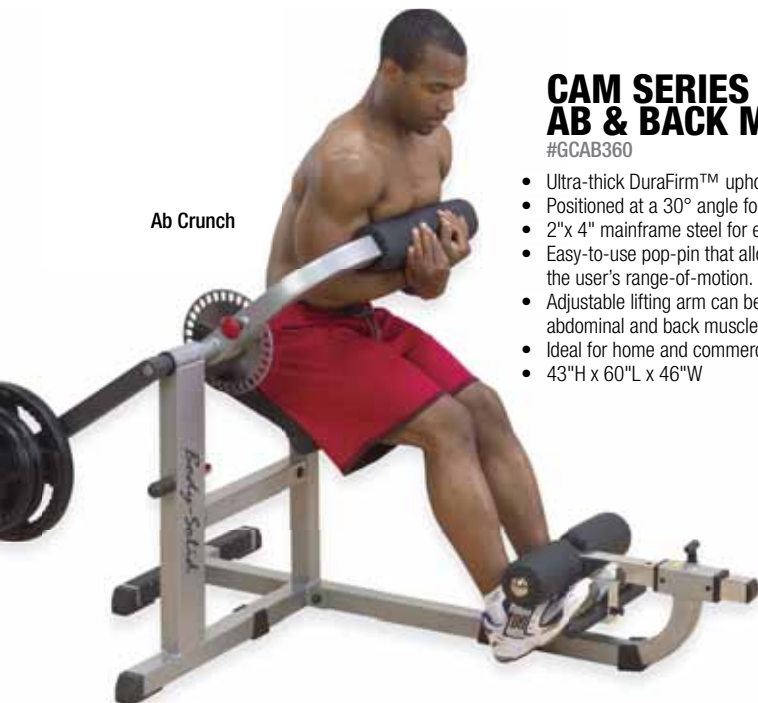 CAM SERIES
AB & BACK M
#GCAB360
Ab Crunch
• Ultra-thick DuraFirm™ upho
• Positioned at a 30° angle fo
• 2"x 4" mainframe steel for e
• Easy-to-use pop-pin that allo
the user's range-of-motion.
• Adjustable lifting arm can be
abdominal and back muscle
• Ideal for home and commerc
• 43"H x 60"L x 46"W
Body-Solid